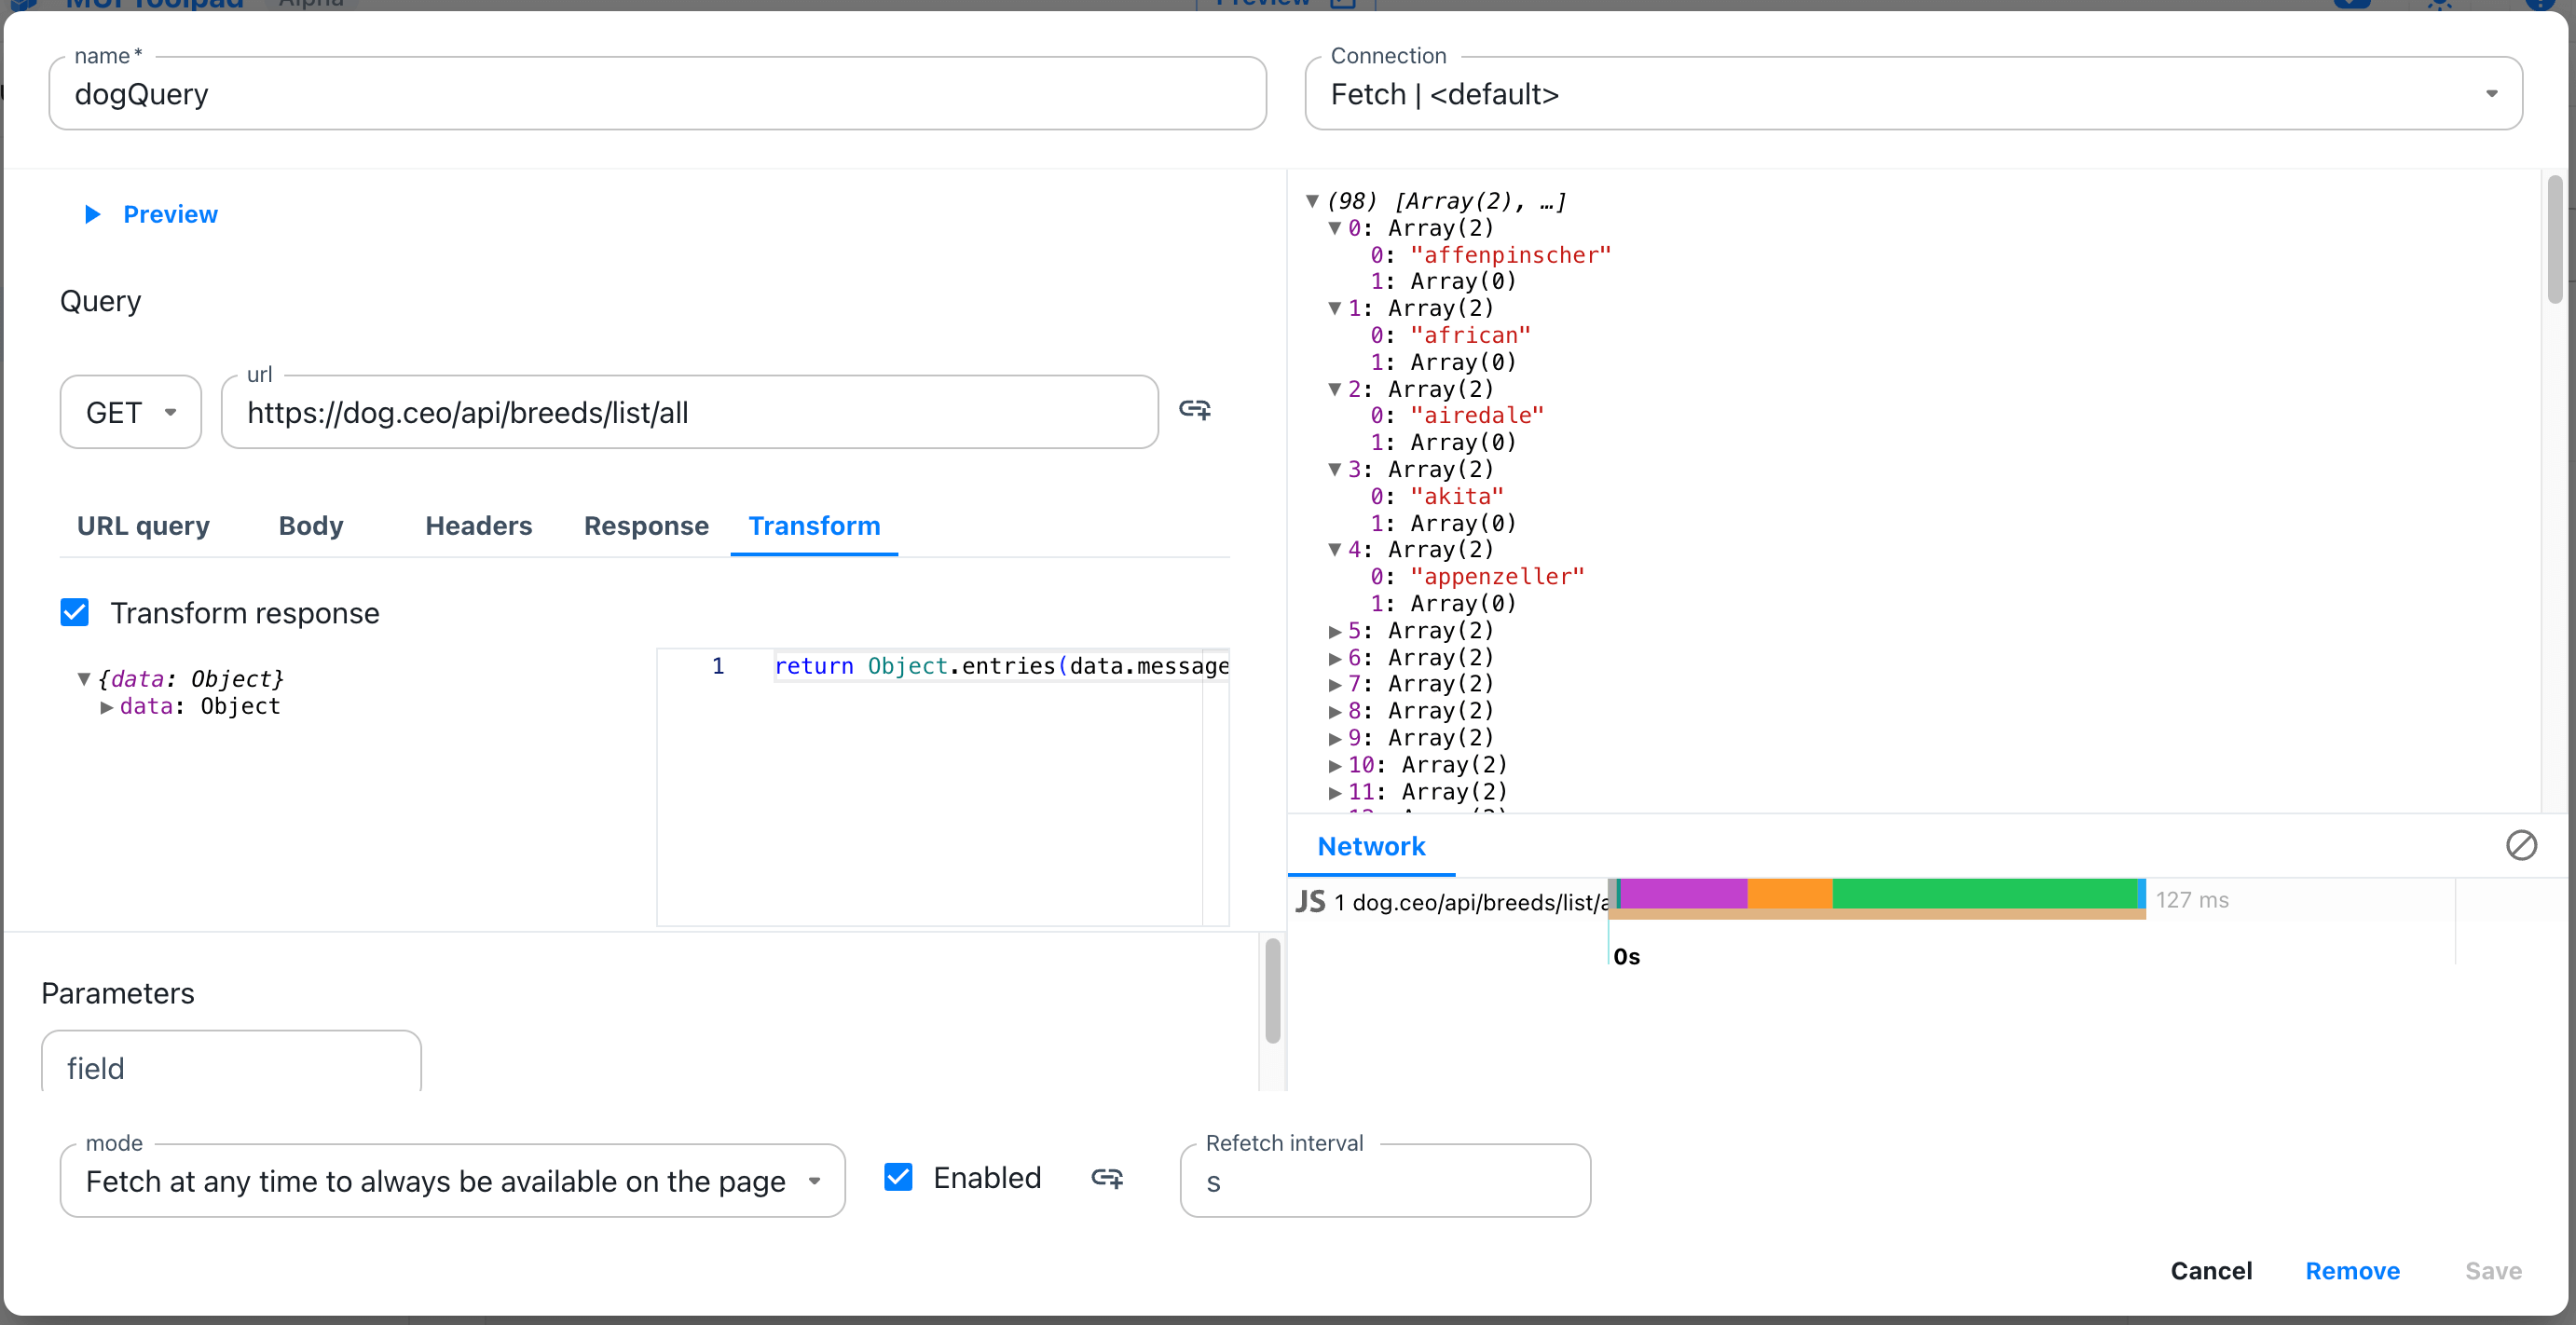 MUI Toolpad Alpha Preview
name* Connection
dogQuery Fetch | <default>
Preview
Query
url
GET https://dog.ceo/api/breeds/list/all
URL query Body Headers Response Transform
Transform response
▼{data: Object}
▶data: Object
1 return Object.entries(data.message
Parameters
field
▼(98) [Array(2), …]
▼0: Array(2)
0: "affenpinscher"
1: Array(0)
▼1: Array(2)
0: "african"
1: Array(0)
▼2: Array(2)
0: "airedale"
1: Array(0)
▼3: Array(2)
0: "akita"
1: Array(0)
▼4: Array(2)
0: "appenzeller"
1: Array(0)
▶5: Array(2)
▶6: Array(2)
▶7: Array(2)
▶8: Array(2)
▶9: Array(2)
▶10: Array(2)
▶11: Array(2)
Network
JS 1 dog.ceo/api/breeds/list/a 127 ms
0s
mode Refetch interval
Fetch at any time to always be available on the page Enabled s
Cancel Remove Save